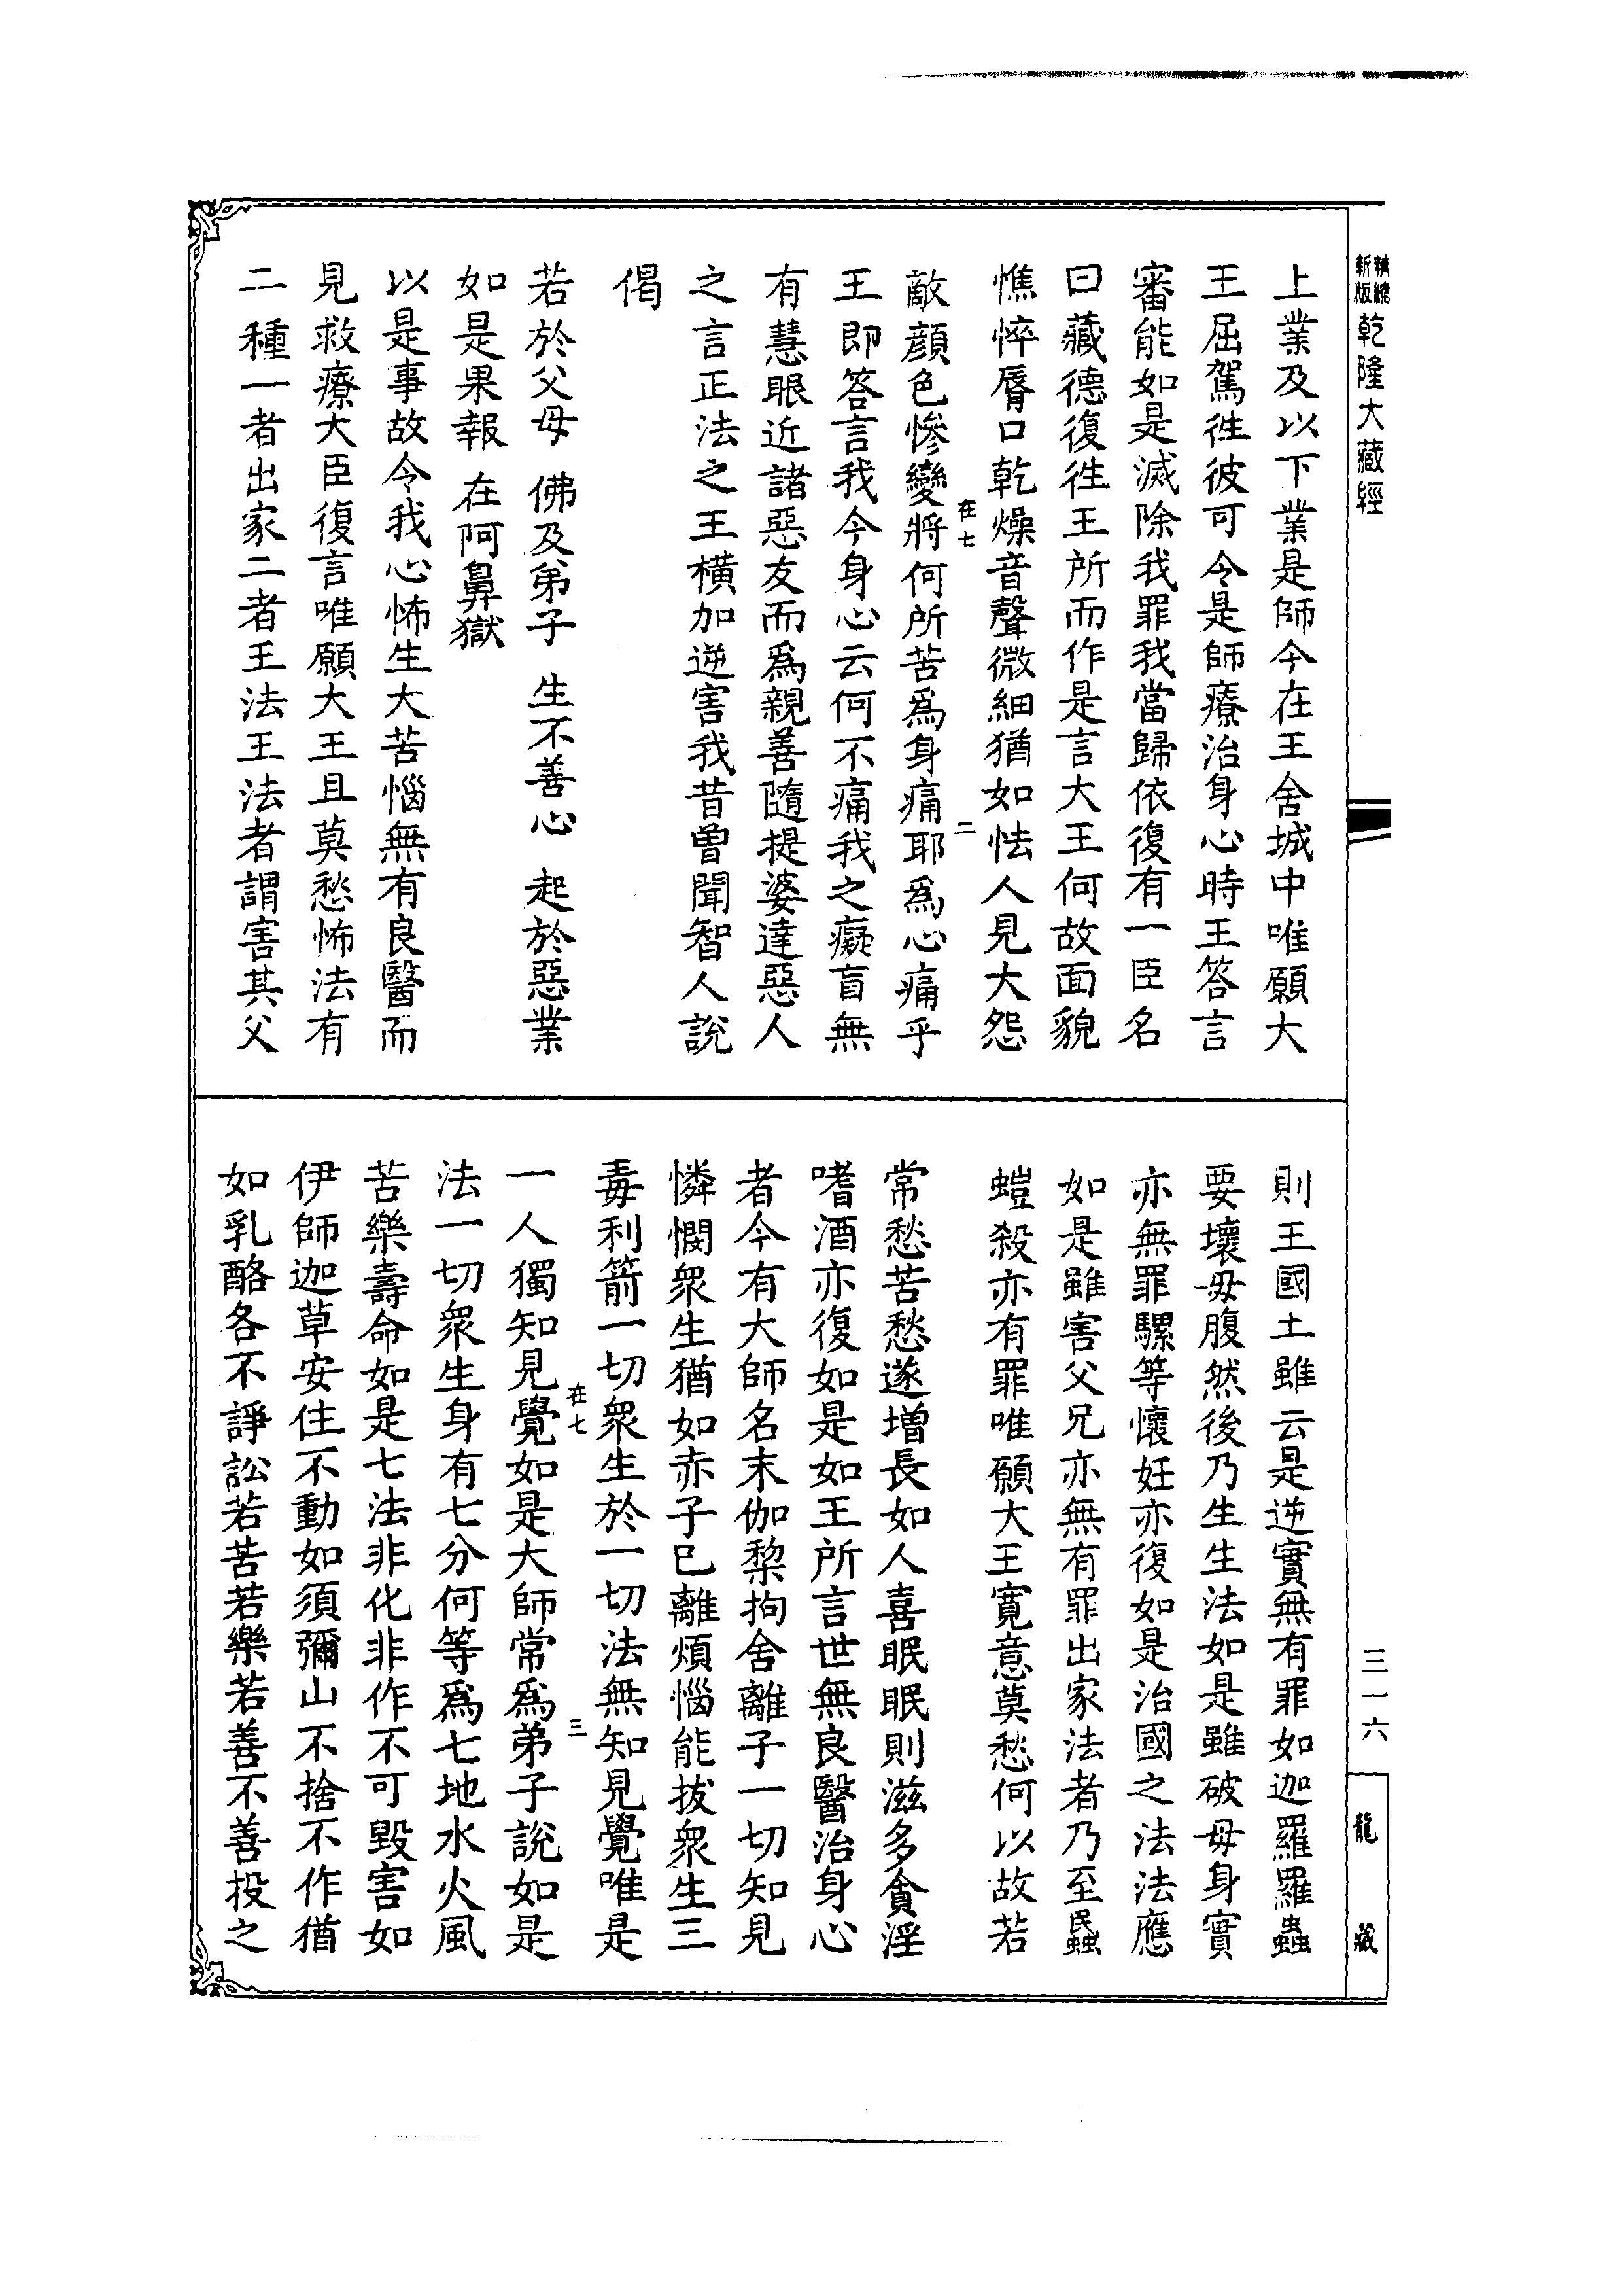 精縮
新版
乾隆大藏經
上業及以下業是師今在王舍城中唯願大
王屈駕徃彼可令是師療治身心時王答言
審能如是滅除我罪我當歸依復有一臣名
曰藏德復徃王所而作是言大王何故面貌
憔悴脣口乾燥音聲微細猶如怯人見大怨
在七
二
敵顔色慘變將何所苦爲身痛耶爲心痛乎
王即答言我今身心云何不痛我之癡盲無
有慧眼近諸惡友而爲親善隨提婆達惡人
之言正法之王橫加逆害我昔曽聞智人說
偈
若於父母 佛及弟子 生不善心 起於惡業
如是果報 在阿鼻獄
以是事故令我心怖生大苦惱無有良醫而
見救療大臣復言唯願大王且莫愁怖法有
二種一者出家二者王法王法者謂害其父
則王國土雖云是逆實無有罪如迦羅羅蟲
要壞母腹然後乃生生法如是雖破母身實
亦無罪騾等懷妊亦復如是治國之法法應
如是雖害父兄亦無有罪出家法者乃至蟁
螘殺亦有罪唯願大王寬意莫愁何以故若
常愁苦愁遂增長如人喜眠眠則滋多貪淫
嗜酒亦復如是如王所言世無良醫治身心
者今有大師名末伽棃拘舍離子一切知見
憐憫衆生猶如赤子已離煩惱能拔衆生三
毒利箭一切衆生於一切法無知見覺唯是
在七
三
一人獨知見覺如是大師常爲弟子說如是
法一切衆生身有七分何等爲七地水火風
苦樂壽命如是七法非化非作不可毀害如
伊師迦草安住不動如須彌山不捨不作猶
如乳酪各不諍訟若苦若樂若善不善投之
三一六
龍藏